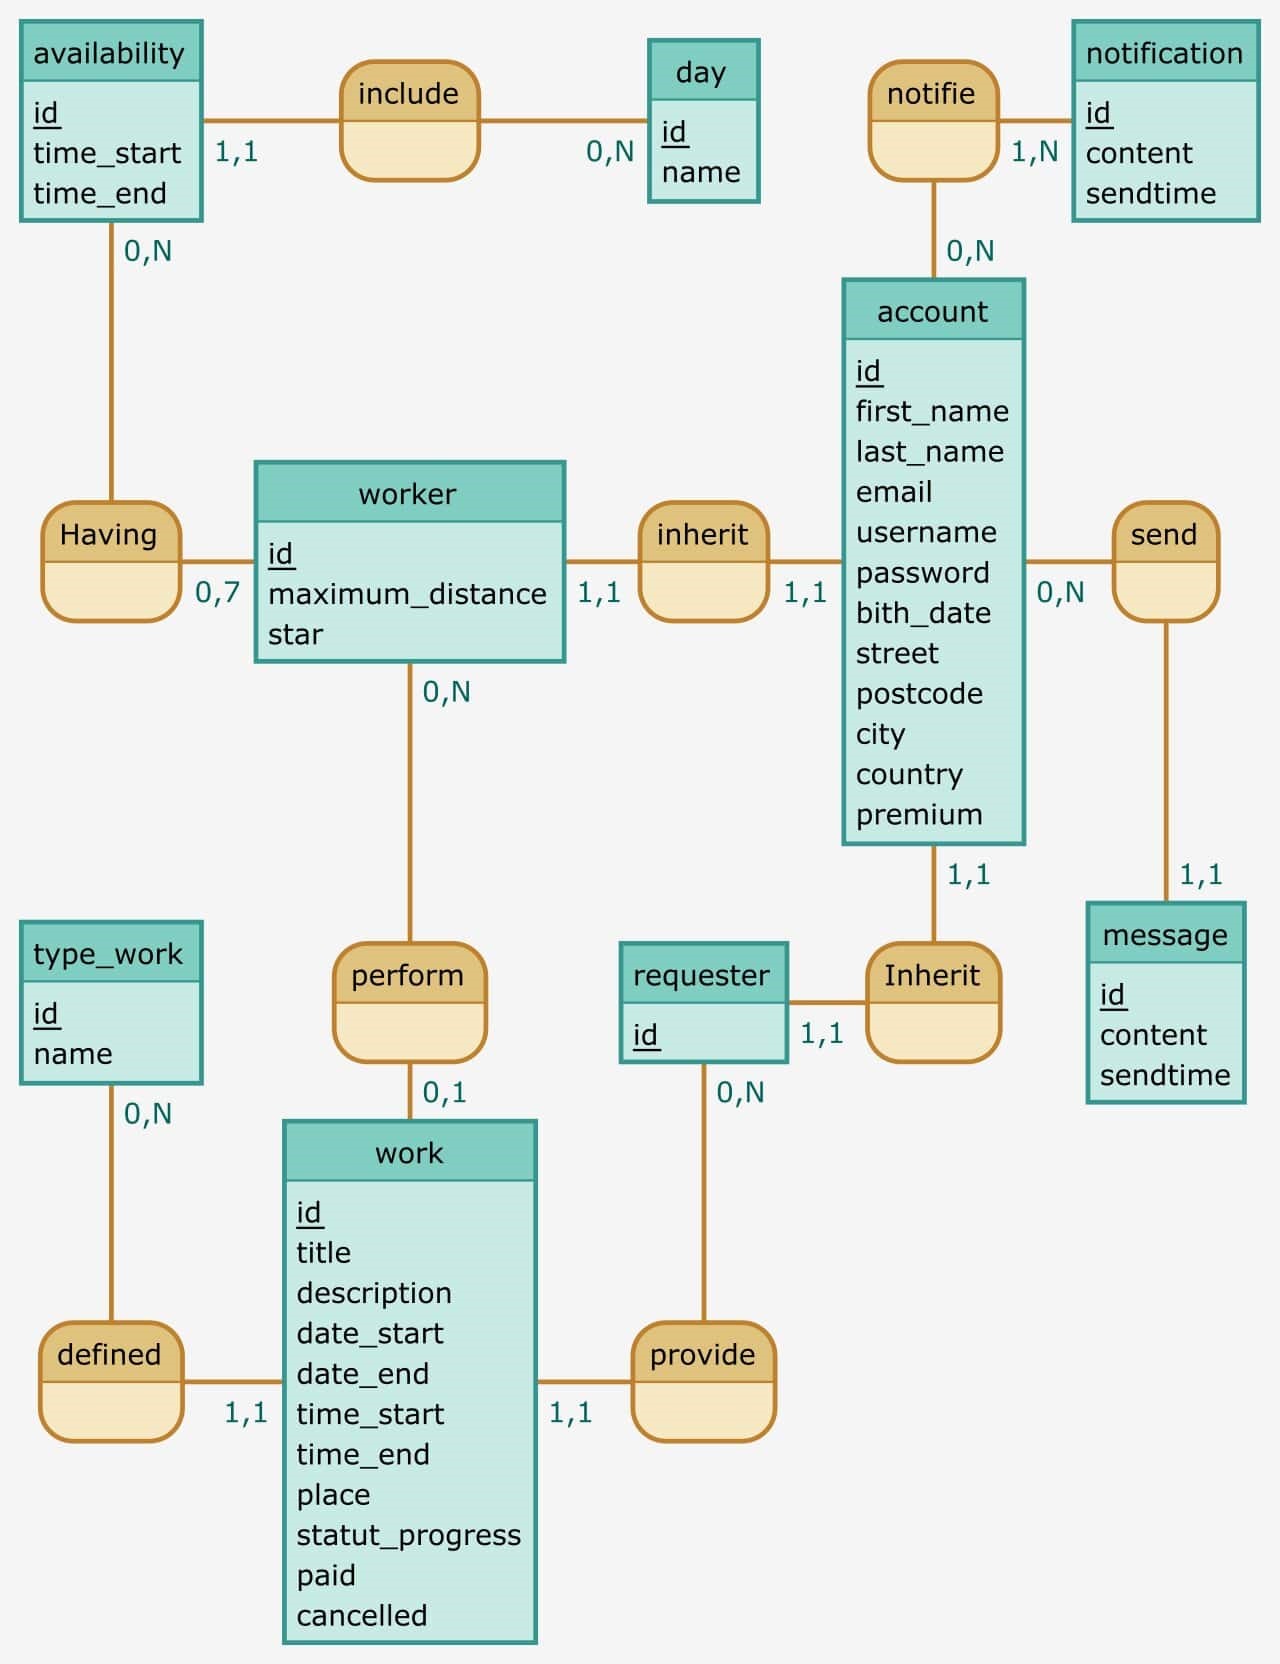 availability
id
time_start
time_end
1,1
include
0,N
day
id
name
notifie
1,N
notification
id
content
sendtime
0,N
0,N
account
id
first_name
last_name
email
username
password
bith_date
street
postcode
city
country
premium
Having
0,7
worker
id
maximum_distance
star
1,1
inherit
1,1
0,N
send
0,N
1,1
1,1
message
id
content
sendtime
type_work
id
name
perform
requester
id
1,1
Inherit
0,N
0,1
0,N
work
id
title
description
date_start
date_end
time_start
time_end
place
statut_progress
paid
cancelled
defined
1,1
1,1
provide